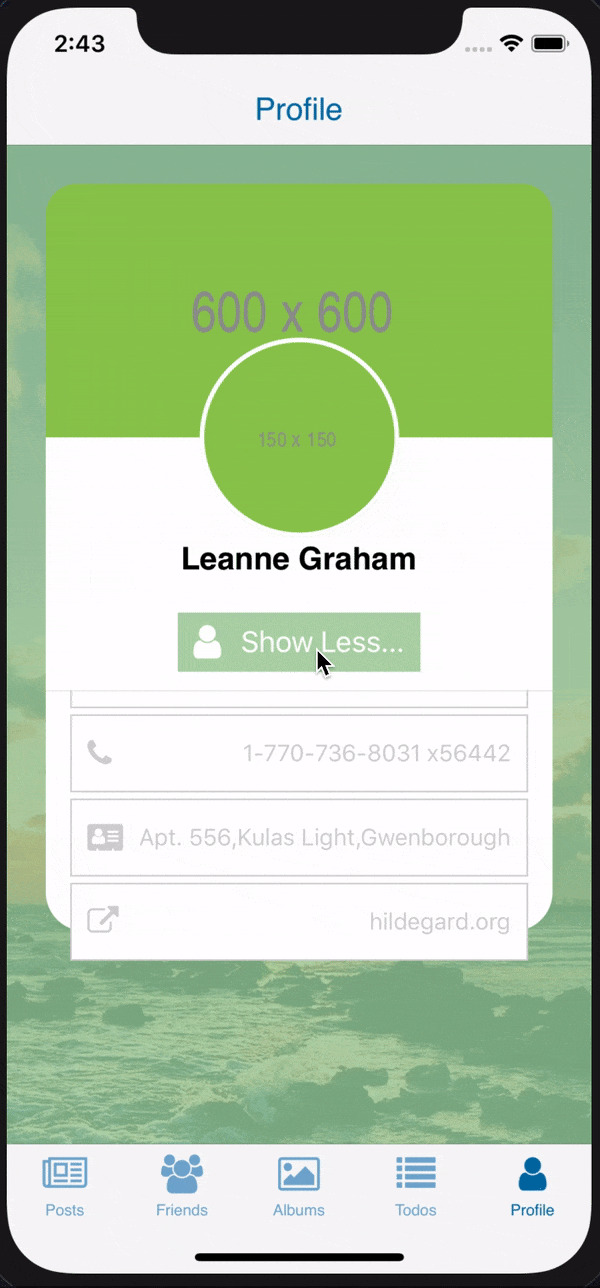 2:43
Profile
600 x 600
150 x 150
Leanne Graham
Show Less...
1-770-736-8031 x56442
Apt. 556,Kulas Light,Gwenborough
hildegard.org
Posts
Friends
Albums
Todos
Profile